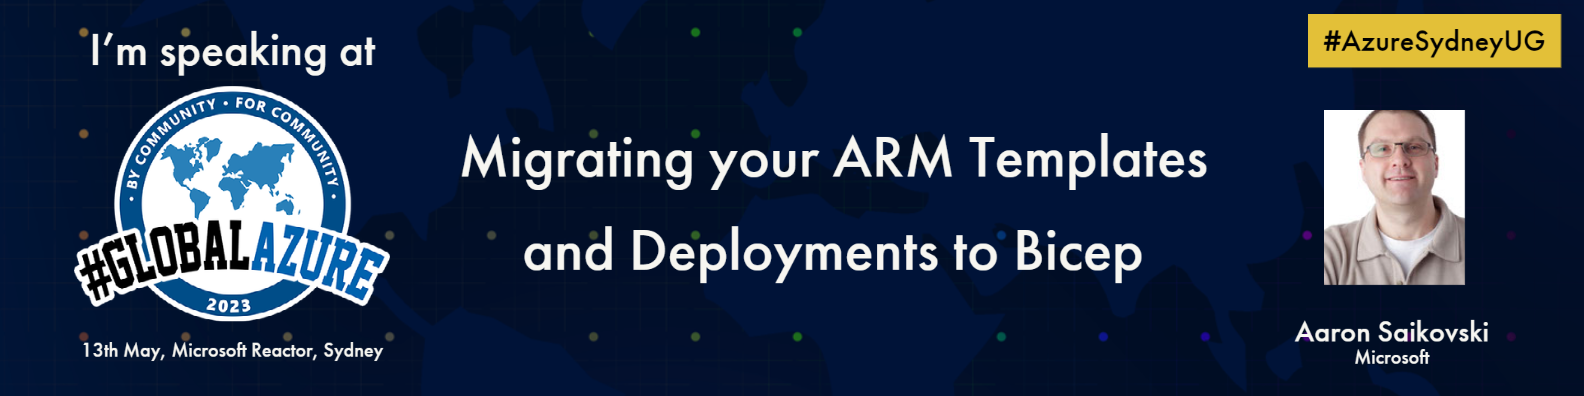 I'm speaking at
BY COMMUNITY • FOR COMMUNITY
#GLOBALAZURE
2023
13th May, Microsoft Reactor, Sydney
Migrating your ARM Templates
and Deployments to Bicep
#AzureSydneyUG
Aaron Saikovski
Microsoft